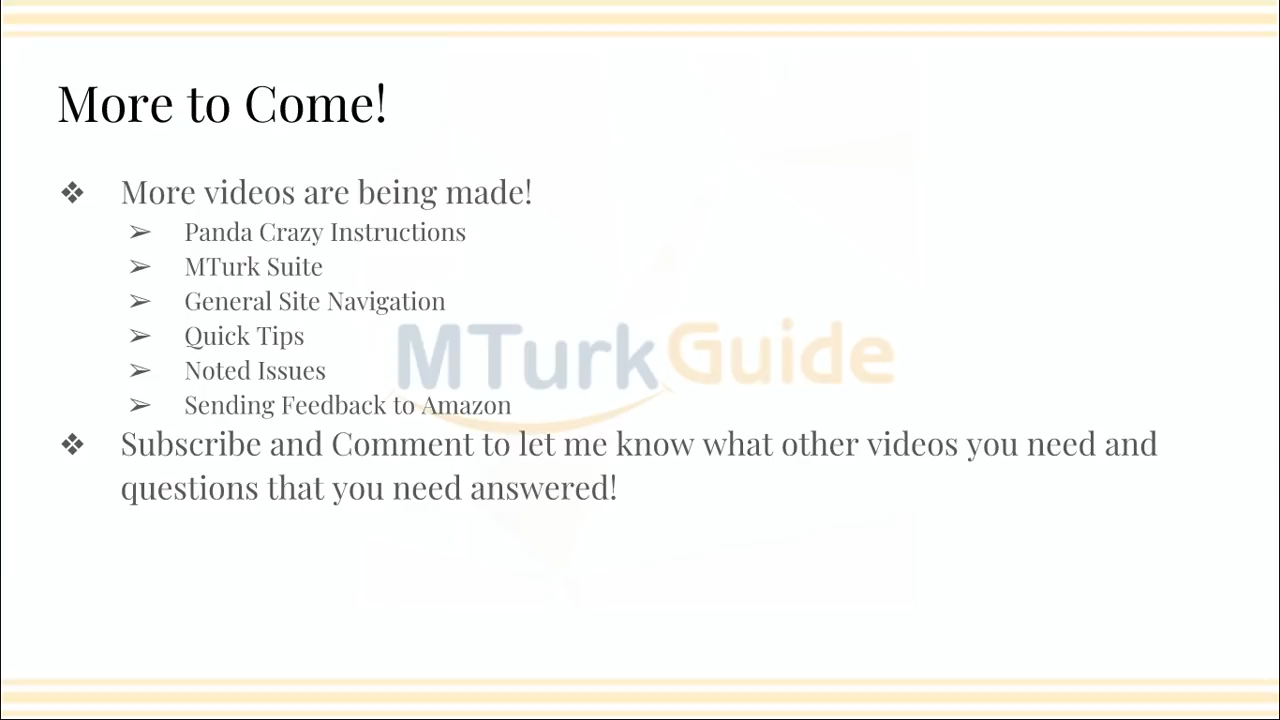 More to Come!
❖ More videos are being made!
➢ Panda Crazy Instructions
➢ MTurk Suite
➢ General Site Navigation
➢ Quick Tips
➢ Noted Issues
➢ Sending Feedback to Amazon
❖ Subscribe and Comment to let me know what other videos you need and
questions that you need answered!
MTurkGuide